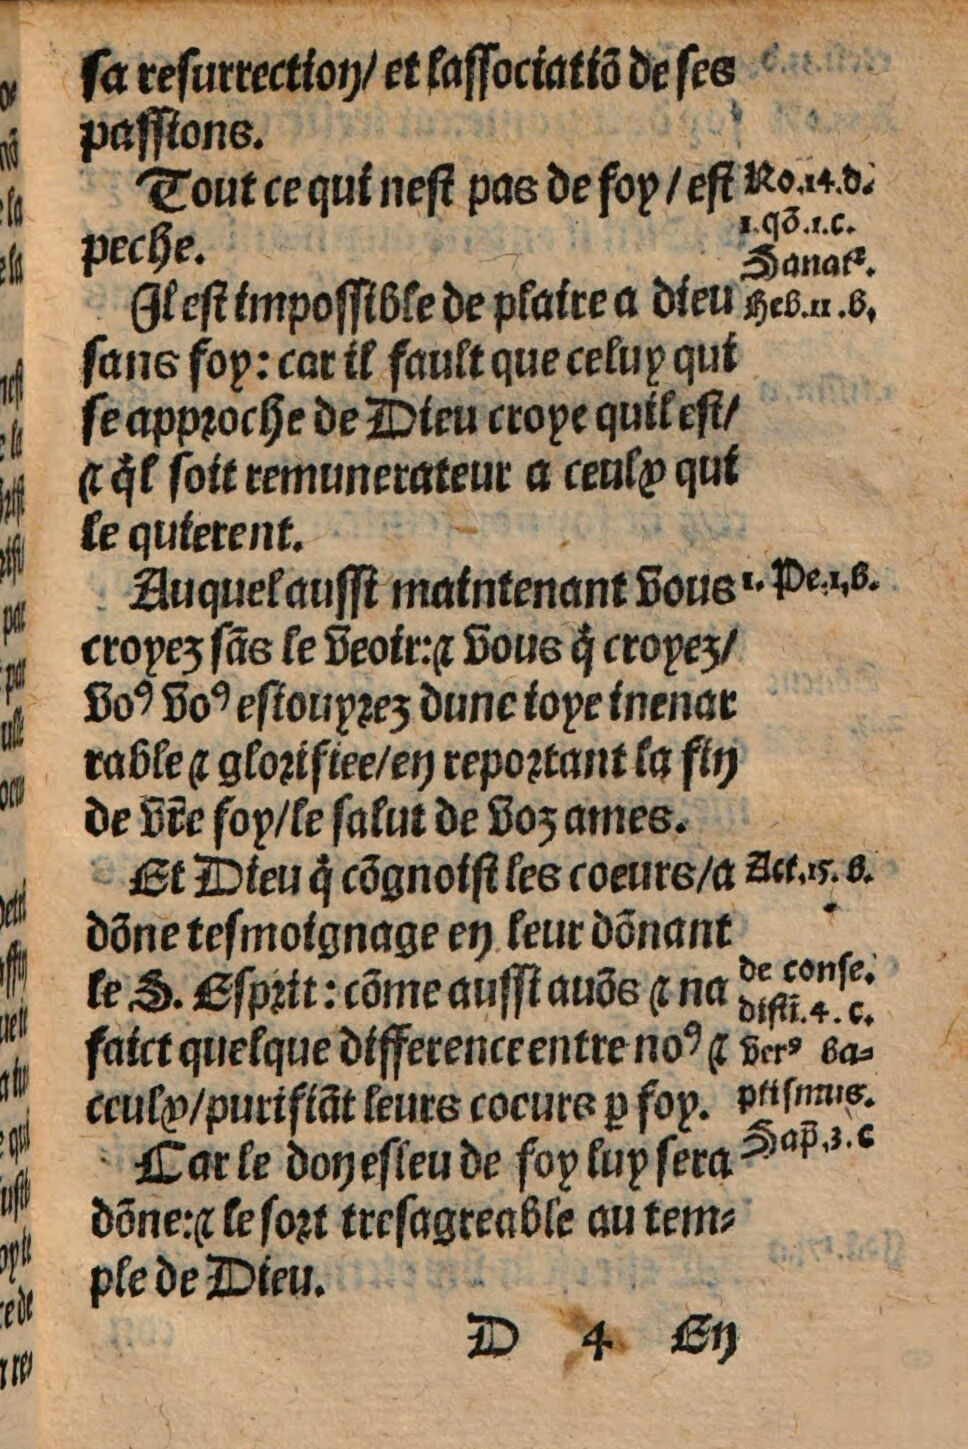 sa resurrection/ et lassociatiõ de ses
passions.
Tout ce qui nest pas de foy / est
peche.
Ro.14.d.
1.qõ.1.c.
Sanat⁹.
Il est impossible de plaire a dieu
Heb.11.b.
sans foy: car il fault que celuy qui
se approche de Dieu croye quil est/
⁊ q̃l soit remunerateur a ceulx qui
le quierent.
Auquel aussi maintenant vous
1. Pe.1.b.
croyez sãs le veoir:⁊ vous q̃ croyez/
vo⁹ vo⁹ esiouyrez dune ioye inenar
rable ⁊ glorifiee/en reportant la fin
de vr̃e foy/le salut de voz ames.
Et Dieu q̃ cõgnoist les coeurs/a
Act.15.b.
dõne tesmoignage en leur dõnant
le S. Esprit: cõme aussi auõs ⁊ na
faict quelque difference entre no⁹ ⁊
ceulx/purifiãt leurs coeurs ꝑ foy.
de conse.
disti.4.c.
ver⁹ ba-
ptismus.
Car le don esleu de foy luy sera
Sap̃.3.c
dõne:⁊ le sort tresagreable au tem-
ple de Dieu.
D 4 En